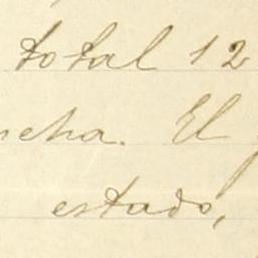 total 12
ncha. El
estado,